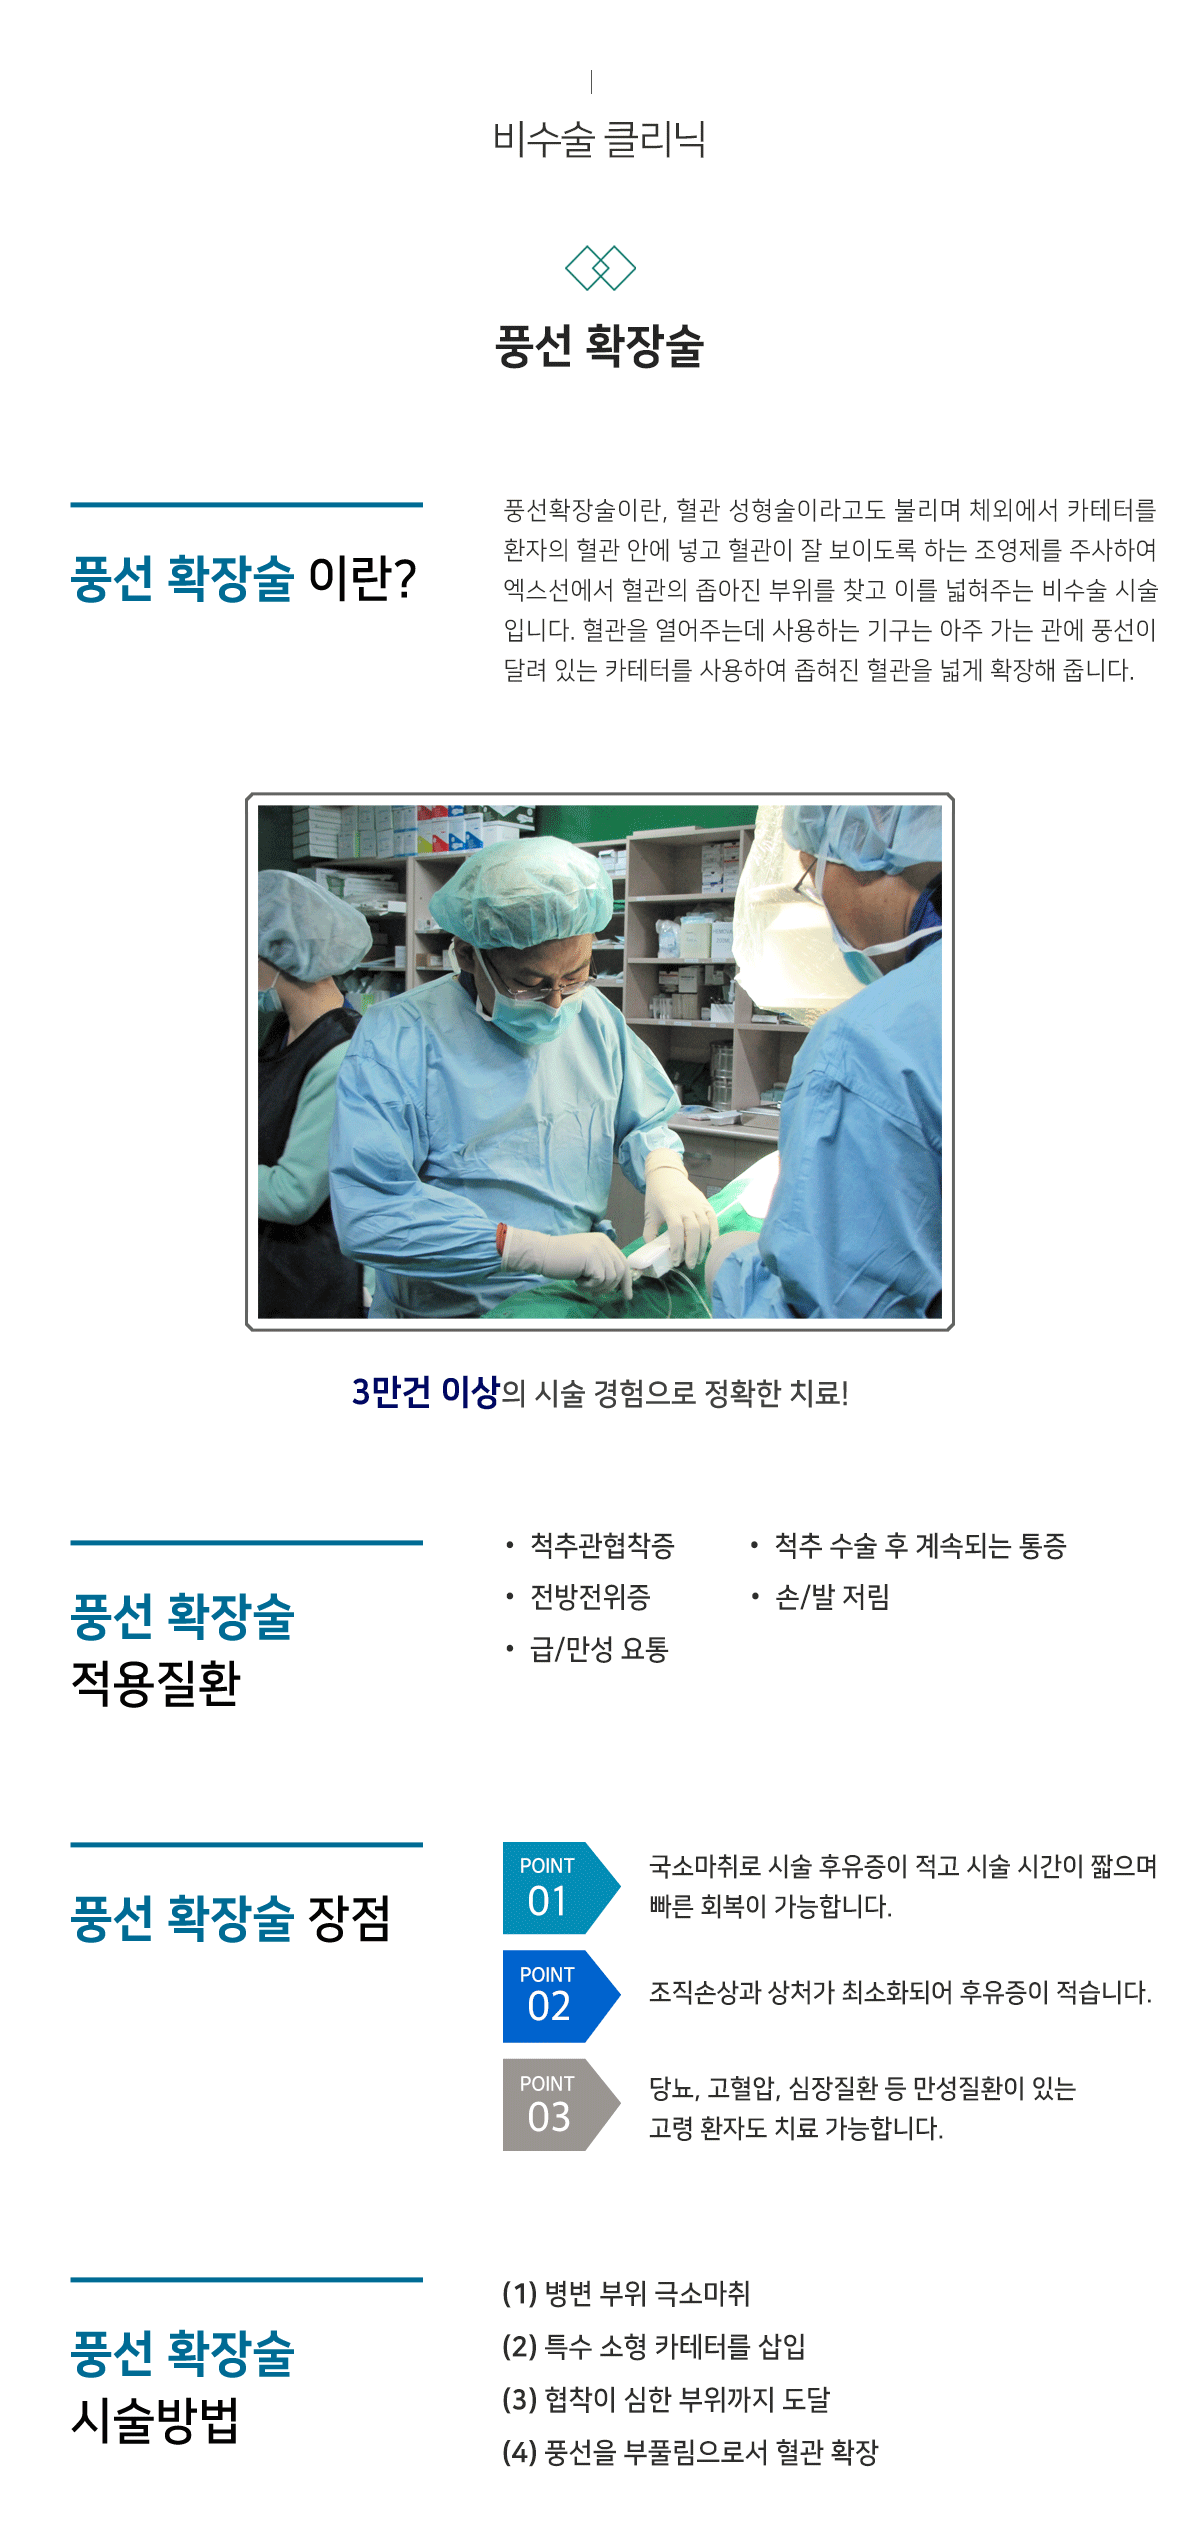 비수술 클리닉
풍선 확장술
풍선 확장술 이란?
풍선확장술이란, 혈관 성형술이라고도 불리며 체외에서 카테터를
환자의 혈관 안에 넣고 혈관이 잘 보이도록 하는 조영제를 주사하여
엑스선에서 혈관의 좁아진 부위를 찾고 이를 넓혀주는 비수술 시술
입니다. 혈관을 열어주는데 사용하는 기구는 아주 가는 관에 풍선이
달려 있는 카테터를 사용하여 좁혀진 혈관을 넓게 확장해 줍니다.
3만건 이상의 시술 경험으로 정확한 치료!
풍선 확장술
적용질환
• 척추관협착증
• 전방전위증
• 급/만성 요통
• 척추 수술 후 계속되는 통증
• 손/발 저림
풍선 확장술 장점
POINT
01
국소마취로 시술 후유증이 적고 시술 시간이 짧으며
빠른 회복이 가능합니다.
POINT
02
조직손상과 상처가 최소화되어 후유증이 적습니다.
POINT
03
당뇨, 고혈압, 심장질환 등 만성질환이 있는
고령 환자도 치료 가능합니다.
풍선 확장술
시술방법
(1) 병변 부위 극소마취
(2) 특수 소형 카테터를 삽입
(3) 협착이 심한 부위까지 도달
(4) 풍선을 부풀림으로서 혈관 확장